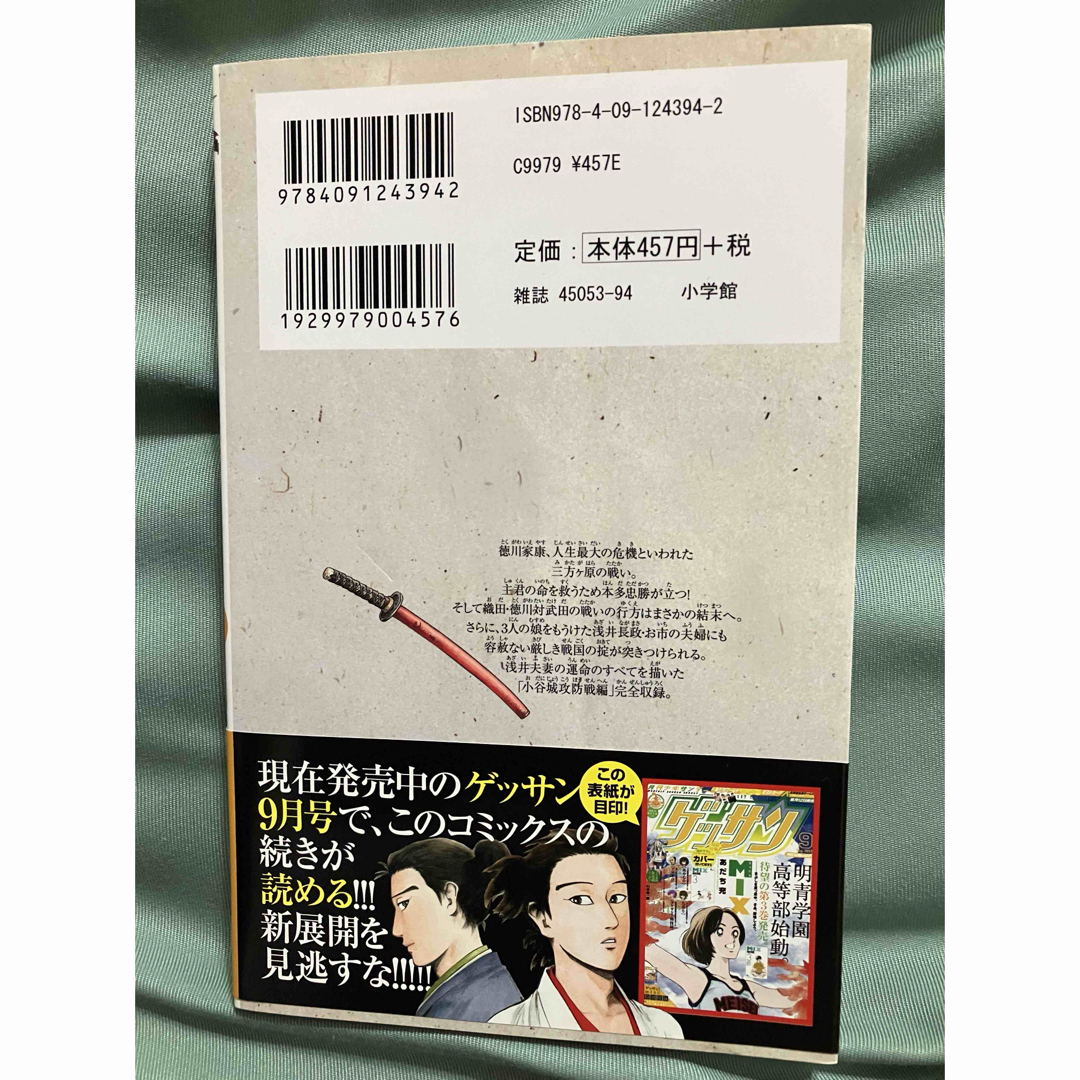 ISBN978-4-09-124394-2
9784091243942
C9979 ¥457E
定価：本体457円+税
1929979004576
雑誌 45053-94 小学館
徳川家康、人生最大の危機といわれた
三方ヶ原の戦い。
主君の命を救うため本多忠勝が立つ!
そして織田・徳川対武田の戦いの行方はまさかの結末へ。
さらに、3人の娘をもうけた浅井長政・お市の夫婦にも
容赦ない厳しき戦国の掟が突きつけられる。
浅井夫妻の運命のすべてを描いた
「小谷城攻防戦編」完全収録。
現在発売中のゲッサン
9月号で、このコミックスの
続きが
読める!!!
新展開を
見逃すな!!!!!
この
表紙が
目印!
ゲッサン
9
カバー
MIX
あだち充
待望の第3巻発売。
高等部始動。
明青学園
MEISEI